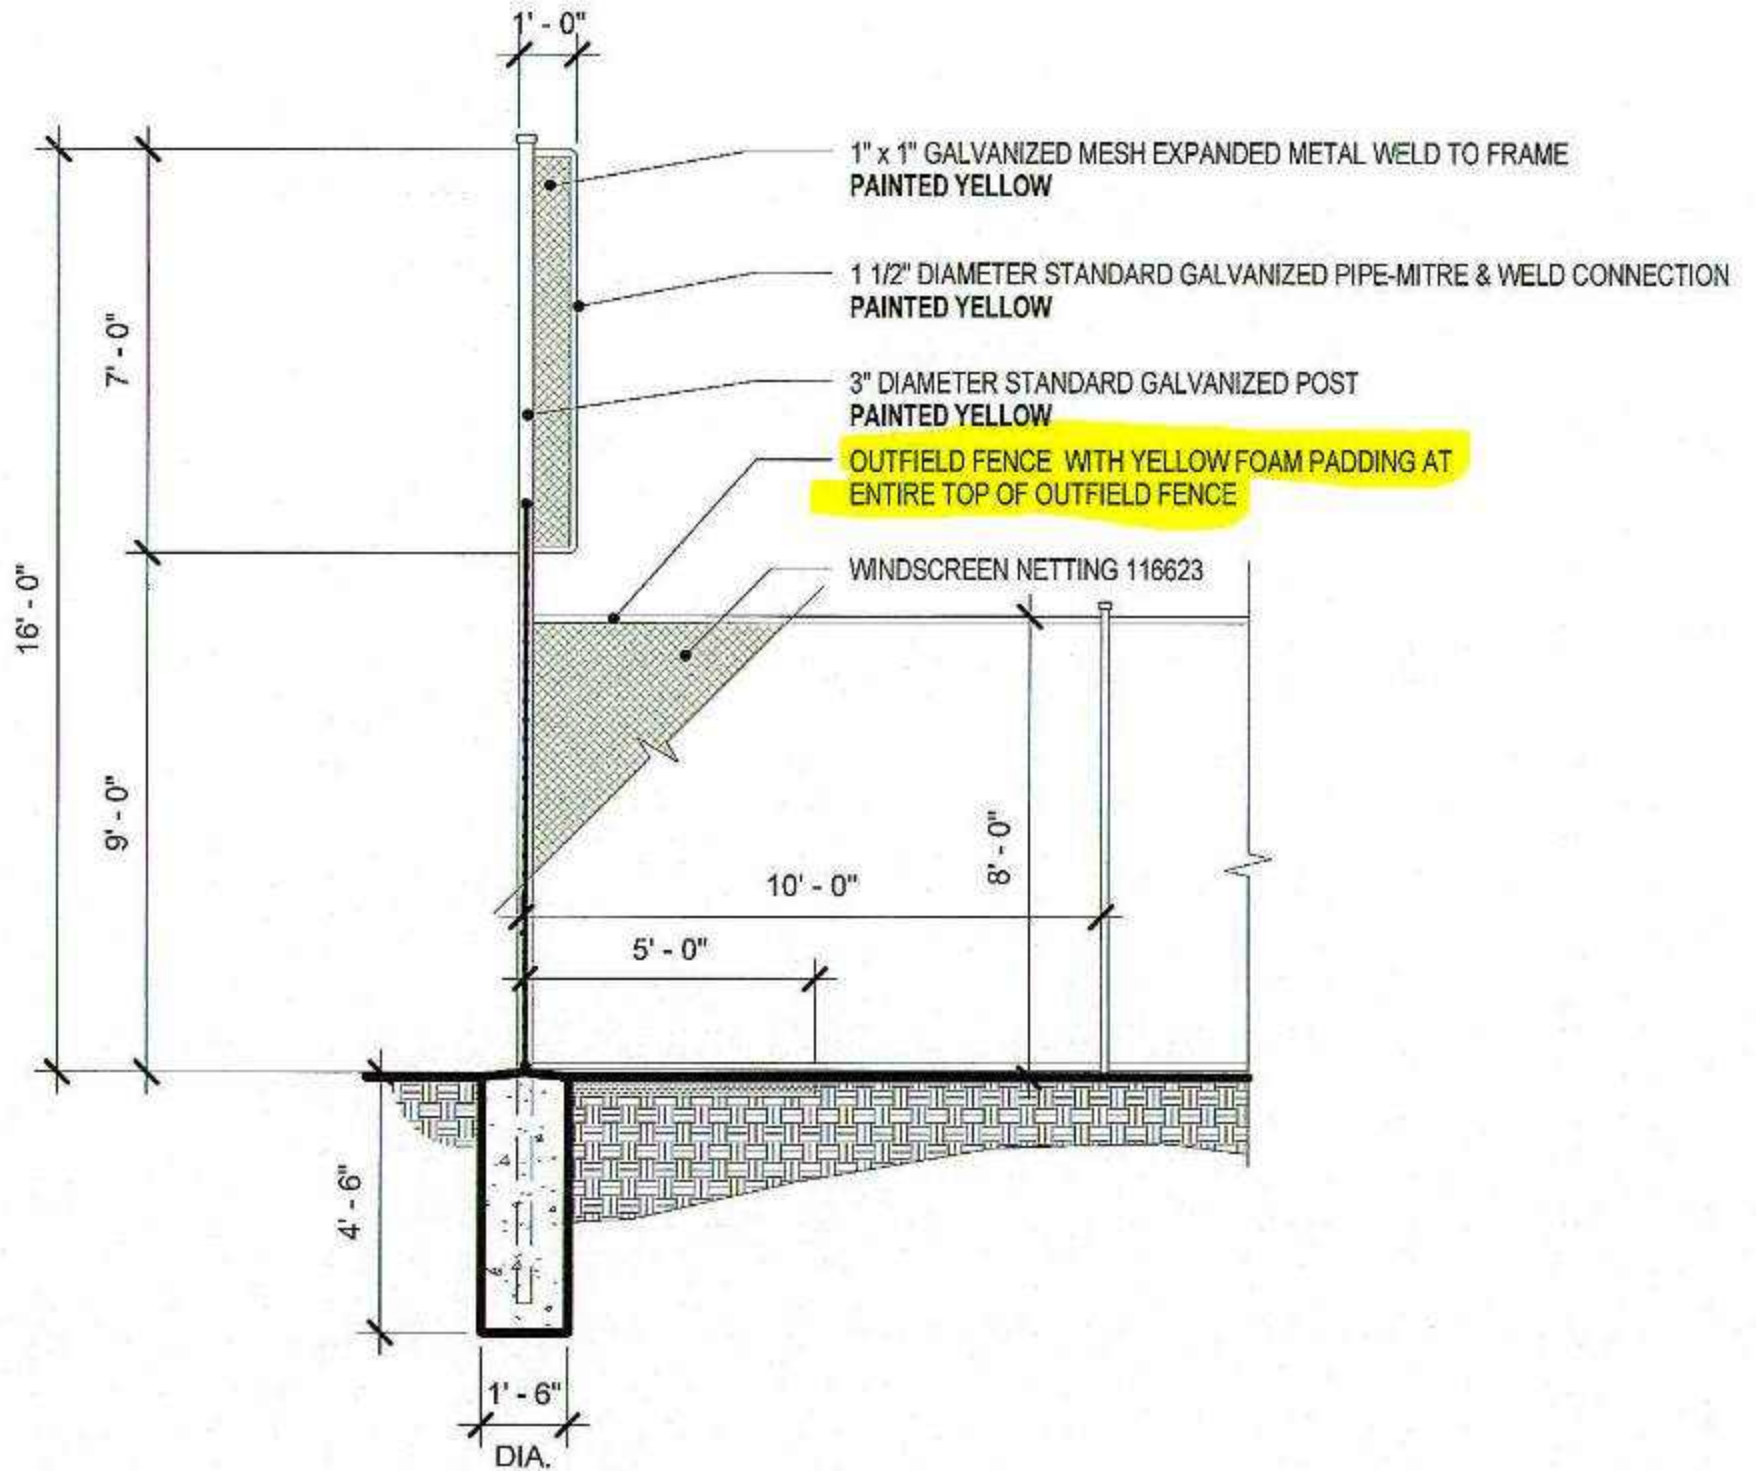 1' - 0"
1" x 1" GALVANIZED MESH EXPANDED METAL WELD TO FRAME
PAINTED YELLOW
1 1/2" DIAMETER STANDARD GALVANIZED PIPE-MITRE & WELD CONNECTION
PAINTED YELLOW
7' - 0"
3" DIAMETER STANDARD GALVANIZED POST
PAINTED YELLOW
OUTFIELD FENCE WITH YELLOW FOAM PADDING AT
ENTIRE TOP OF OUTFIELD FENCE
WINDSCREEN NETTING 116623
16' - 0"
9' - 0"
8' - 0"
10' - 0"
5' - 0"
4' - 6"
1' - 6"
DIA.